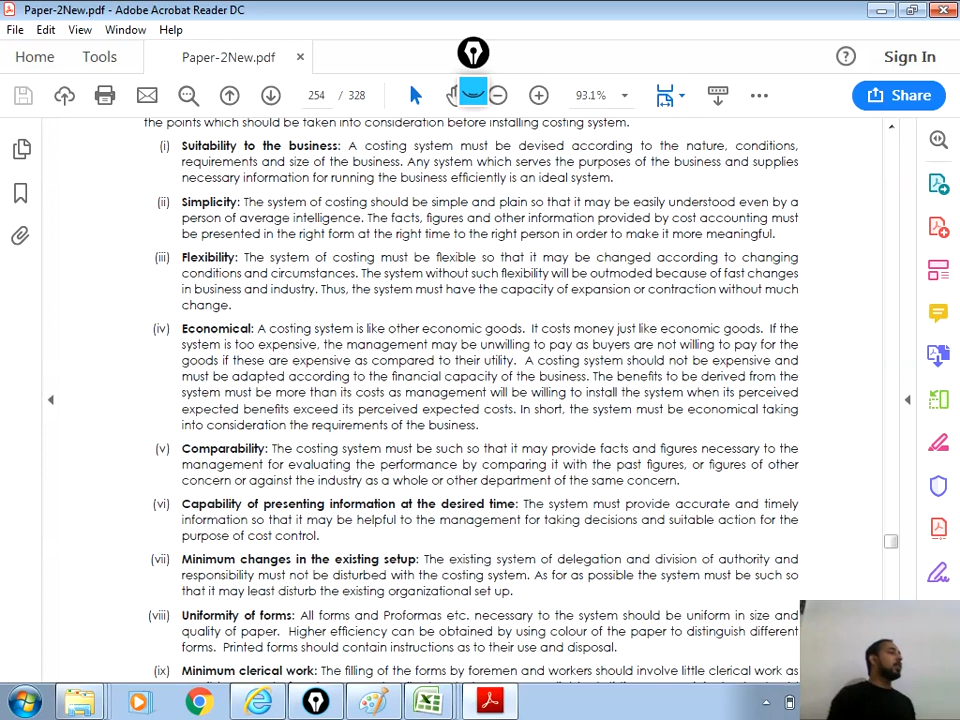 Paper-2New.pdf - Adobe Acrobat Reader DC
File Edit View Window Help
Home Tools Paper-2New.pdf × Sign In
254 / 328 93.1% Share
the points which should be taken into consideration before installing costing system.
(i) Suitability to the business: A costing system must be devised according to the nature, conditions,
requirements and size of the business. Any system which serves the purposes of the business and supplies
necessary information for running the business efficiently is an ideal system.
(ii) Simplicity: The system of costing should be simple and plain so that it may be easily understood even by a
person of average intelligence. The facts, figures and other information provided by cost accounting must
be presented in the right form at the right time to the right person in order to make it more meaningful.
(iii) Flexibility: The system of costing must be flexible so that it may be changed according to changing
conditions and circumstances. The system without such flexibility will be outmoded because of fast changes
in business and industry. Thus, the system must have the capacity of expansion or contraction without much
change.
(iv) Economical: A costing system is like other economic goods. It costs money just like economic goods. If the
system is too expensive, the management may be unwilling to pay as buyers are not willing to pay for the
goods if these are expensive as compared to their utility. A costing system should not be expensive and
must be adapted according to the financial capacity of the business. The benefits to be derived from the
system must be more than its costs as management will be willing to install the system when its perceived
expected benefits exceed its perceived expected costs. In short, the system must be economical taking
into consideration the requirements of the business.
(v) Comparability: The costing system must be such so that it may provide facts and figures necessary to the
management for evaluating the performance by comparing it with the past figures, or figures of other
concern or against the industry as a whole or other department of the same concern.
(vi) Capability of presenting information at the desired time: The system must provide accurate and timely
information so that it may be helpful to the management for taking decisions and suitable action for the
purpose of cost control.
(vii) Minimum changes in the existing setup: The existing system of delegation and division of authority and
responsibility must not be disturbed with the costing system. As for as possible the system must be such so
that it may least disturb the existing organizational set up.
(viii) Uniformity of forms: All forms and Proformas etc. necessary to the system should be uniform in size and
quality of paper. Higher efficiency can be obtained by using colour of the paper to distinguish different
forms. Printed forms should contain instructions as to their use and disposal.
(ix) Minimum clerical work: The filling of the forms by foremen and workers should involve little clerical work as